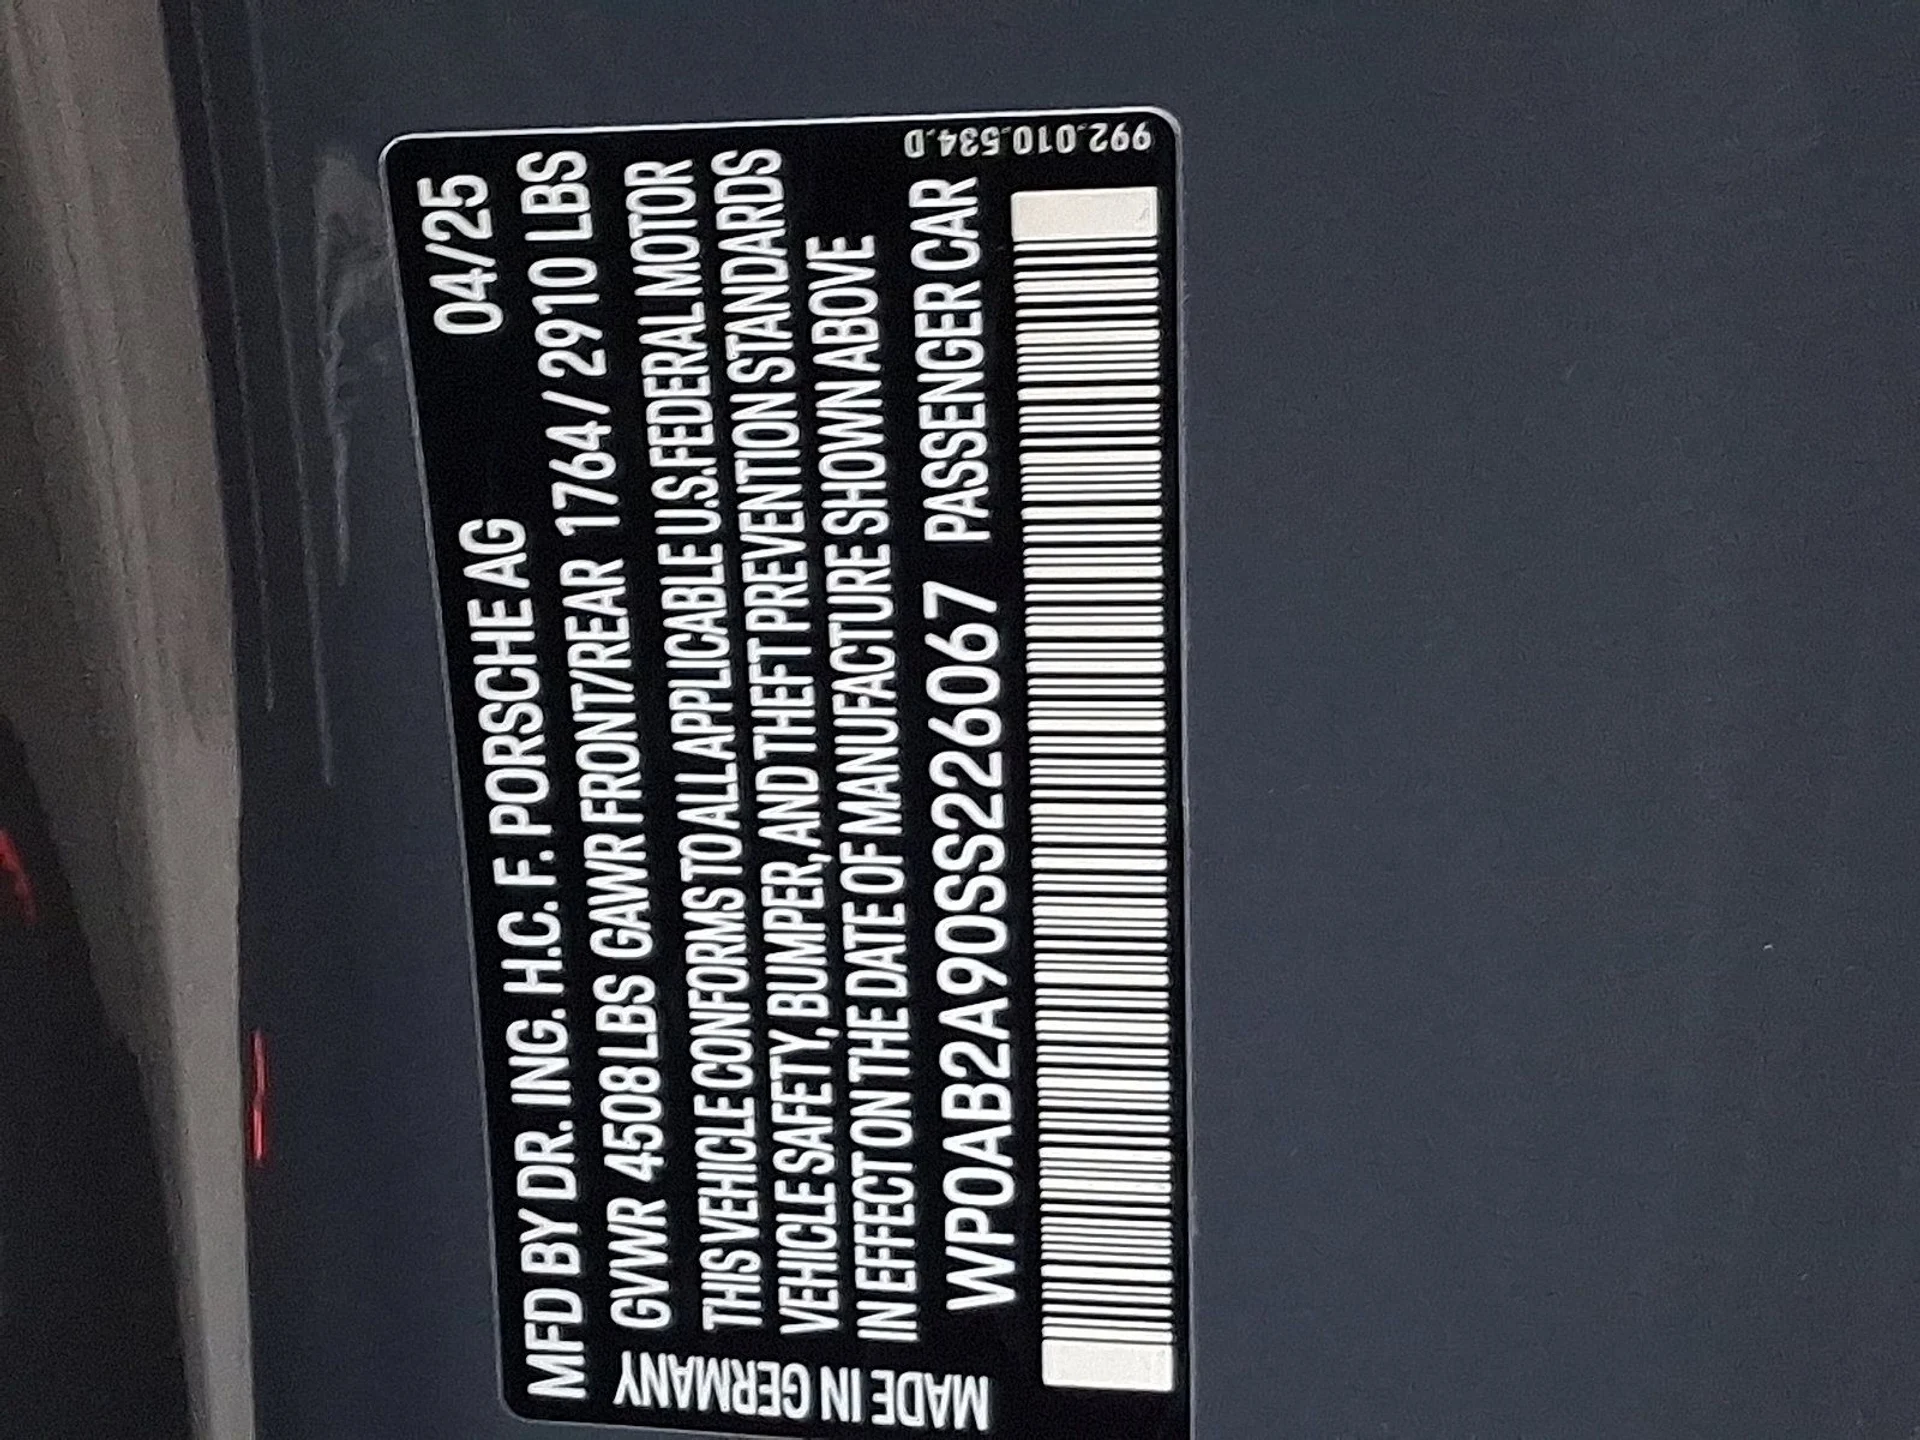 MFD BY DR. ING. H.C. F. PORSCHE AG 04/25
GVWR 4508 LBS GAWR FRONT/REAR 1764 / 2910 LBS
THIS VEHICLE CONFORMS TO ALL APPLICABLE U.S. FEDERAL MOTOR
VEHICLE SAFETY, BUMPER, AND THEFT PREVENTION STANDARDS
IN EFFECT ON THE DATE OF MANUFACTURE SHOWN ABOVE
WP0AB2A90SS226067 PASSENGER CAR
MADE IN GERMANY
992.010.534.D